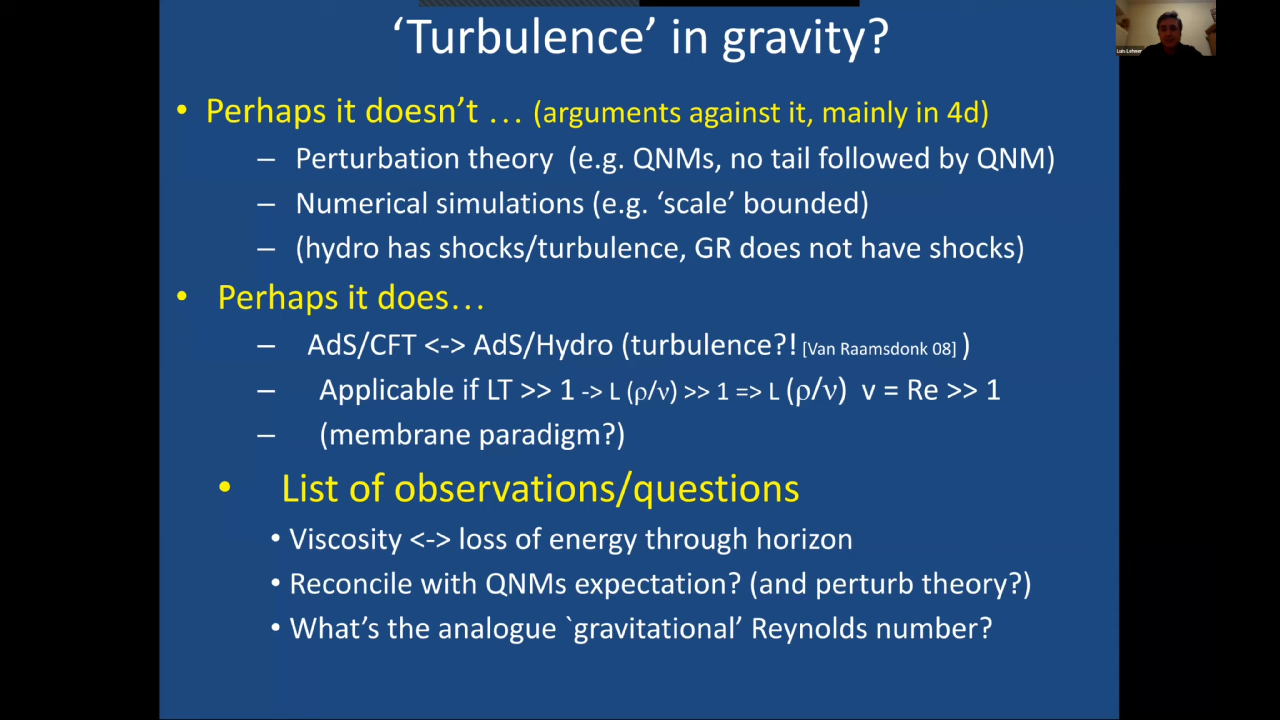 ‘Turbulence’ in gravity?
Luis Lehner
• Perhaps it doesn’t … (arguments against it, mainly in 4d)
– Perturbation theory (e.g. QNMs, no tail followed by QNM)
– Numerical simulations (e.g. ‘scale’ bounded)
– (hydro has shocks/turbulence, GR does not have shocks)
• Perhaps it does…
– AdS/CFT <-> AdS/Hydro (turbulence?! [Van Raamsdonk 08] )
– Applicable if LT >> 1 -> L (ρ/ν) >> 1 => L (ρ/ν) v = Re >> 1
– (membrane paradigm?)
• List of observations/questions
• Viscosity <-> loss of energy through horizon
• Reconcile with QNMs expectation? (and perturb theory?)
• What’s the analogue `gravitational’ Reynolds number?